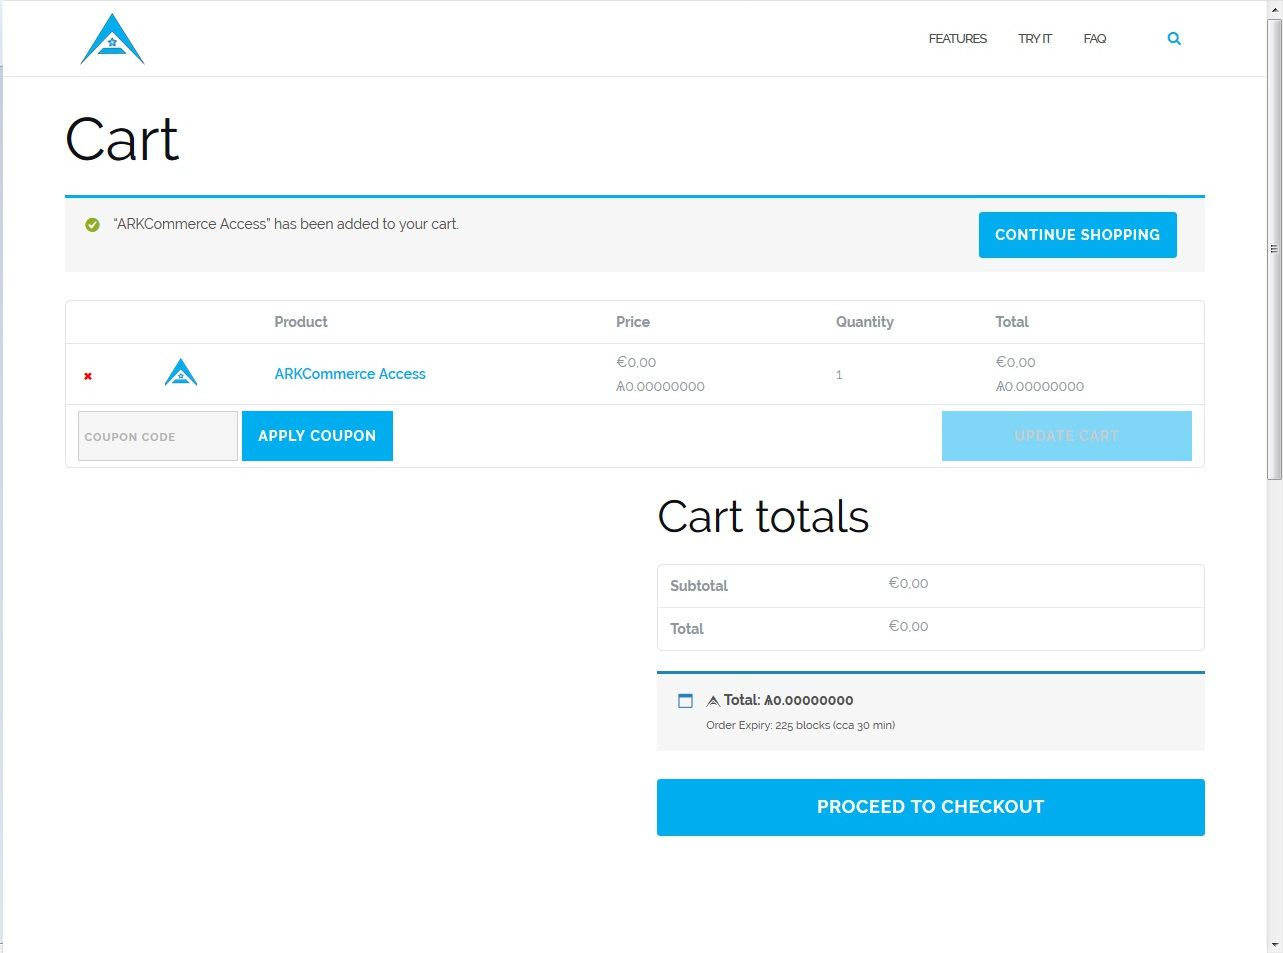 FEATURES TRY IT FAQ
Cart
“ARKCommerce Access” has been added to your cart.
CONTINUE SHOPPING
Product Price Quantity Total
ARKCommerce Access €0,00 1 €0,00
Ѧ0.00000000 Ѧ0.00000000
COUPON CODE APPLY COUPON UPDATE CART
Cart totals
Subtotal €0,00
Total €0,00
Total: Ѧ0.00000000
Order Expiry: 225 blocks (cca 30 min)
PROCEED TO CHECKOUT